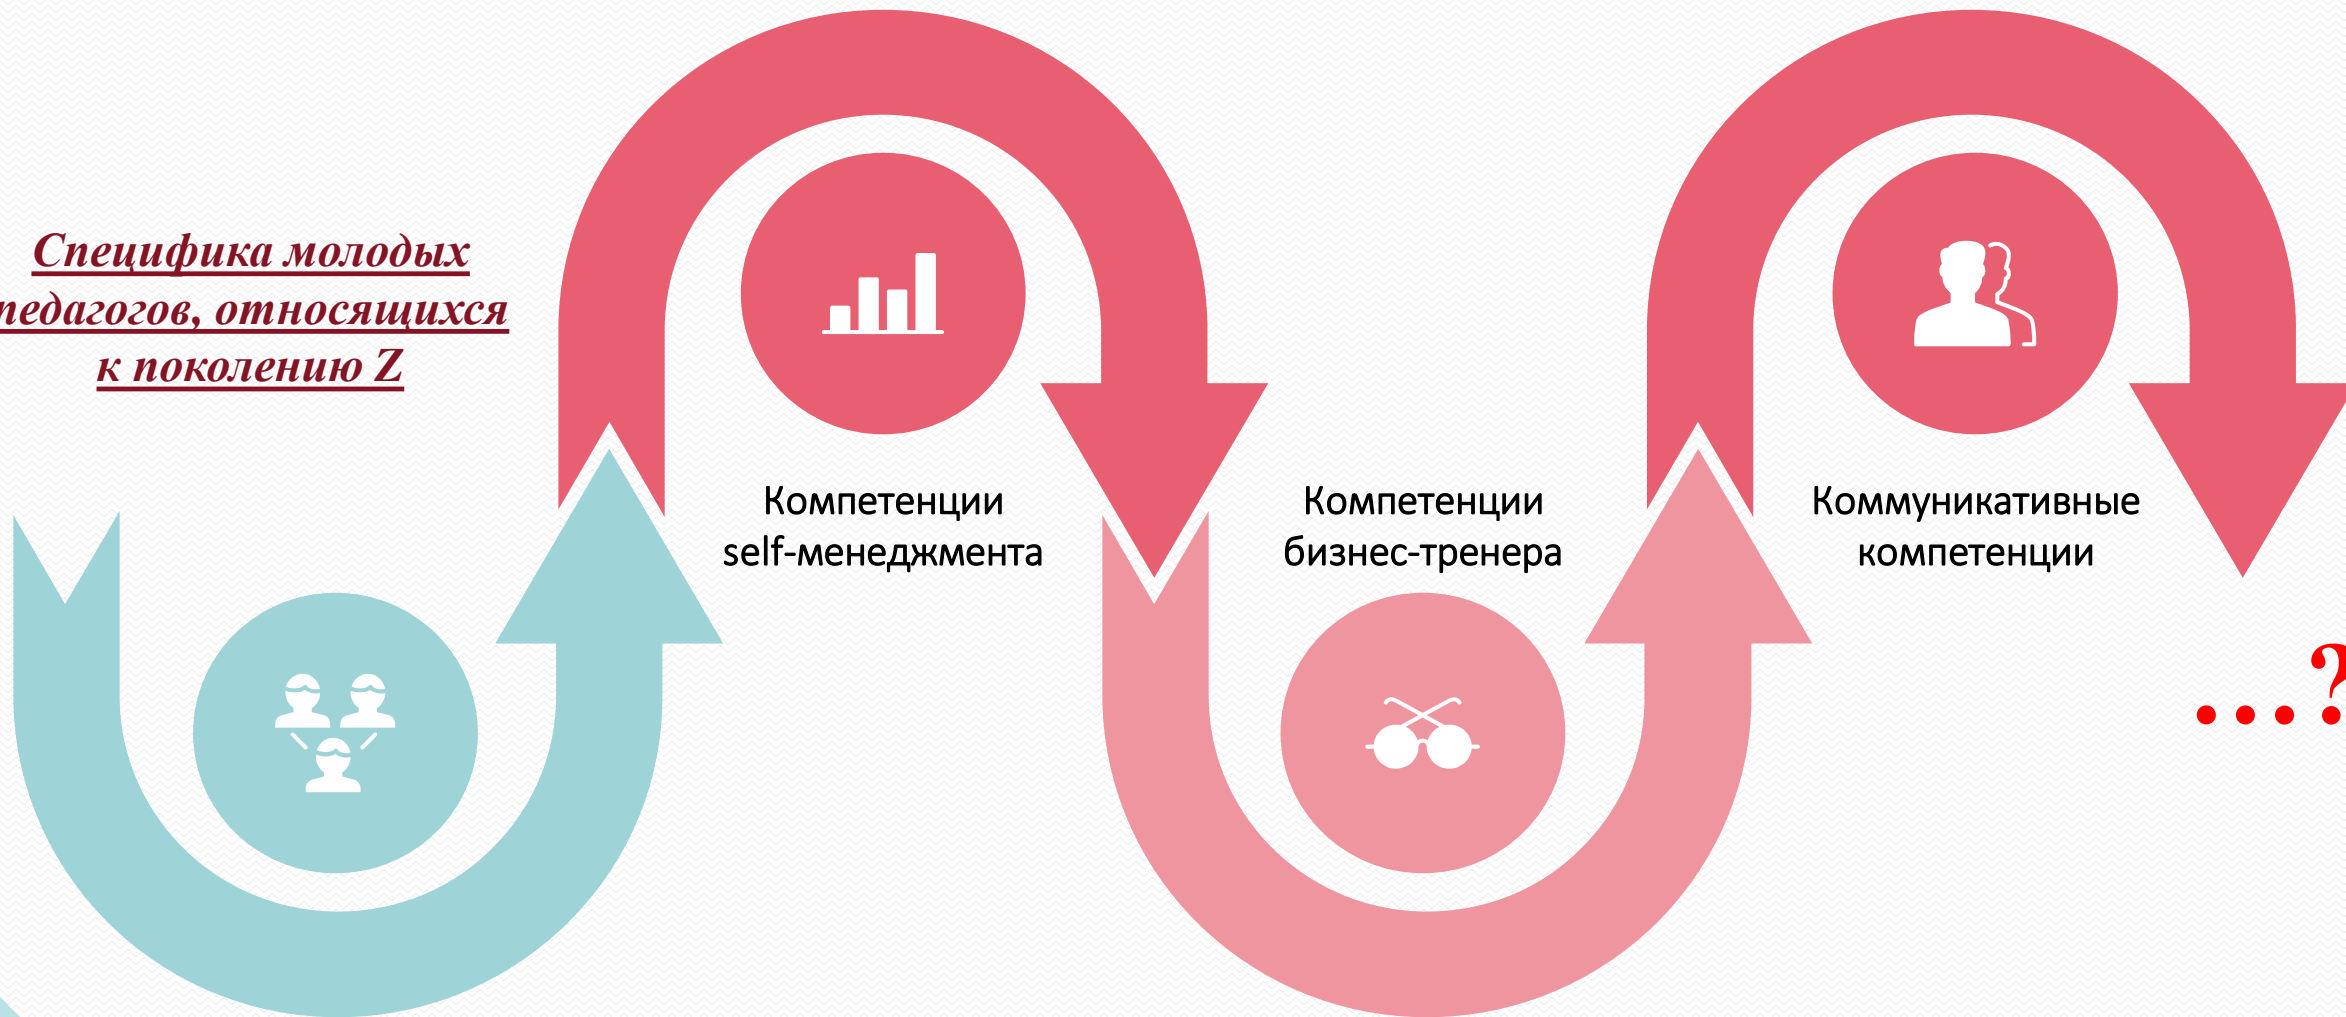 Специфика молодых
педагогов, относящихся
к поколению Z
Компетенции
self-менеджмента
Компетенции
бизнес-тренера
Коммуникативные
компетенции
...?